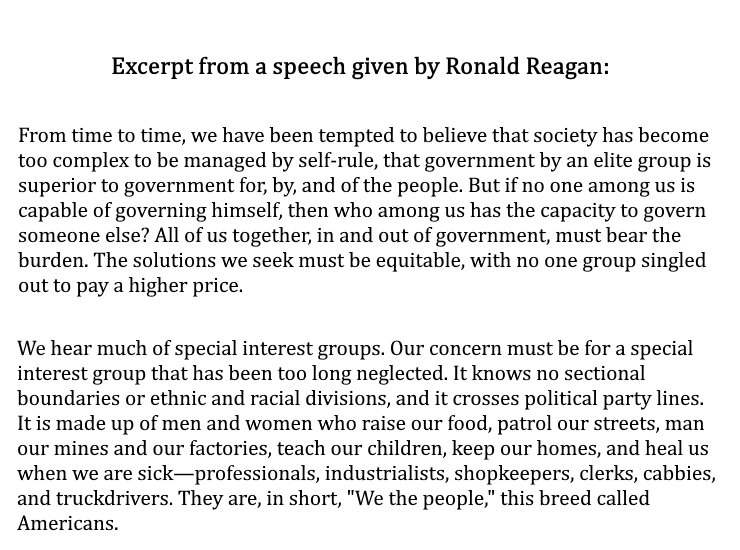 Excerpt from a speech given by Ronald Reagan:
From time to time, we have been tempted to believe that society has become
too complex to be managed by self-rule, that government by an elite group is
superior to government for, by, and of the people. But if no one among us is
capable of governing himself, then who among us has the capacity to govern
someone else? All of us together, in and out of government, must bear the
burden. The solutions we seek must be equitable, with no one group singled
out to pay a higher price.
We hear much of special interest groups. Our concern must be for a special
interest group that has been too long neglected. It knows no sectional
boundaries or ethnic and racial divisions, and it crosses political party lines.
It is made up of men and women who raise our food, patrol our streets, man
our mines and our factories, teach our children, keep our homes, and heal us
when we are sick—professionals, industrialists, shopkeepers, clerks, cabbies,
and truckdrivers. They are, in short, "We the people," this breed called
Americans.